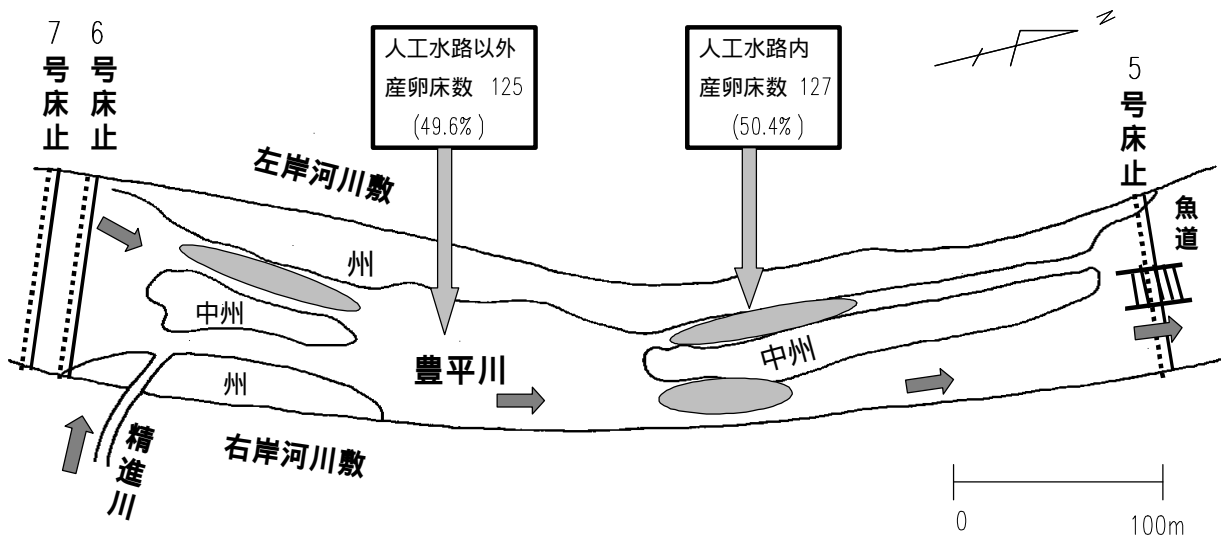 7号床止
6号床止
人工水路以外
産卵床数 125
(49.6%)
人工水路内
産卵床数 127
(50.4%)
N
5号床止
魚道
左岸河川敷
州
中州
豊平川
中州
州
精進川
右岸河川敷
0
100m